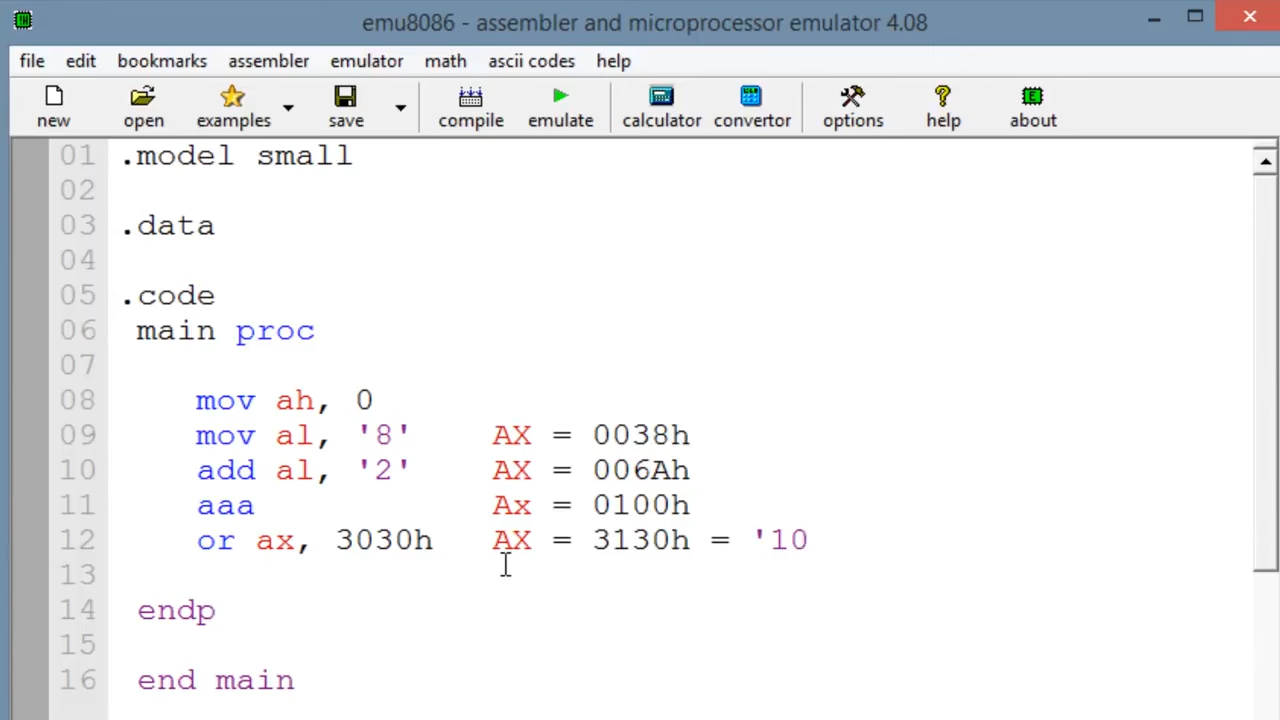 emu8086 - assembler and microprocessor emulator 4.08
file edit bookmarks assembler emulator math ascii codes help
new open examples save compile emulate calculator convertor options help about
01 .model small
02
03 .data
04
05 .code
06 main proc
07
08 mov ah, 0
09 mov al, '8' AX = 0038h
10 add al, '2' AX = 006Ah
11 aaa Ax = 0100h
12 or ax, 3030h AX = 3130h = '10
13
14 endp
15
16 end main